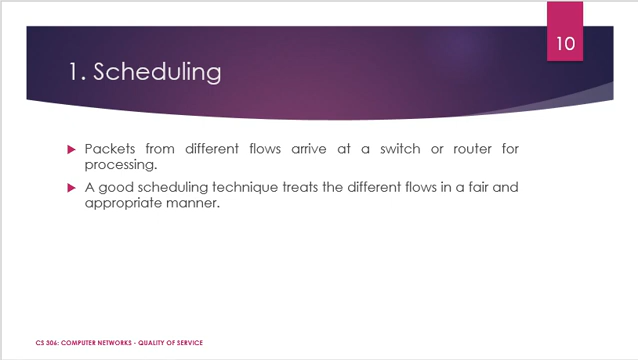 10
1. Scheduling
Packets from different flows arrive at a switch or router for
processing.
A good scheduling technique treats the different flows in a fair and
appropriate manner.
CS 306: COMPUTER NETWORKS - QUALITY OF SERVICE